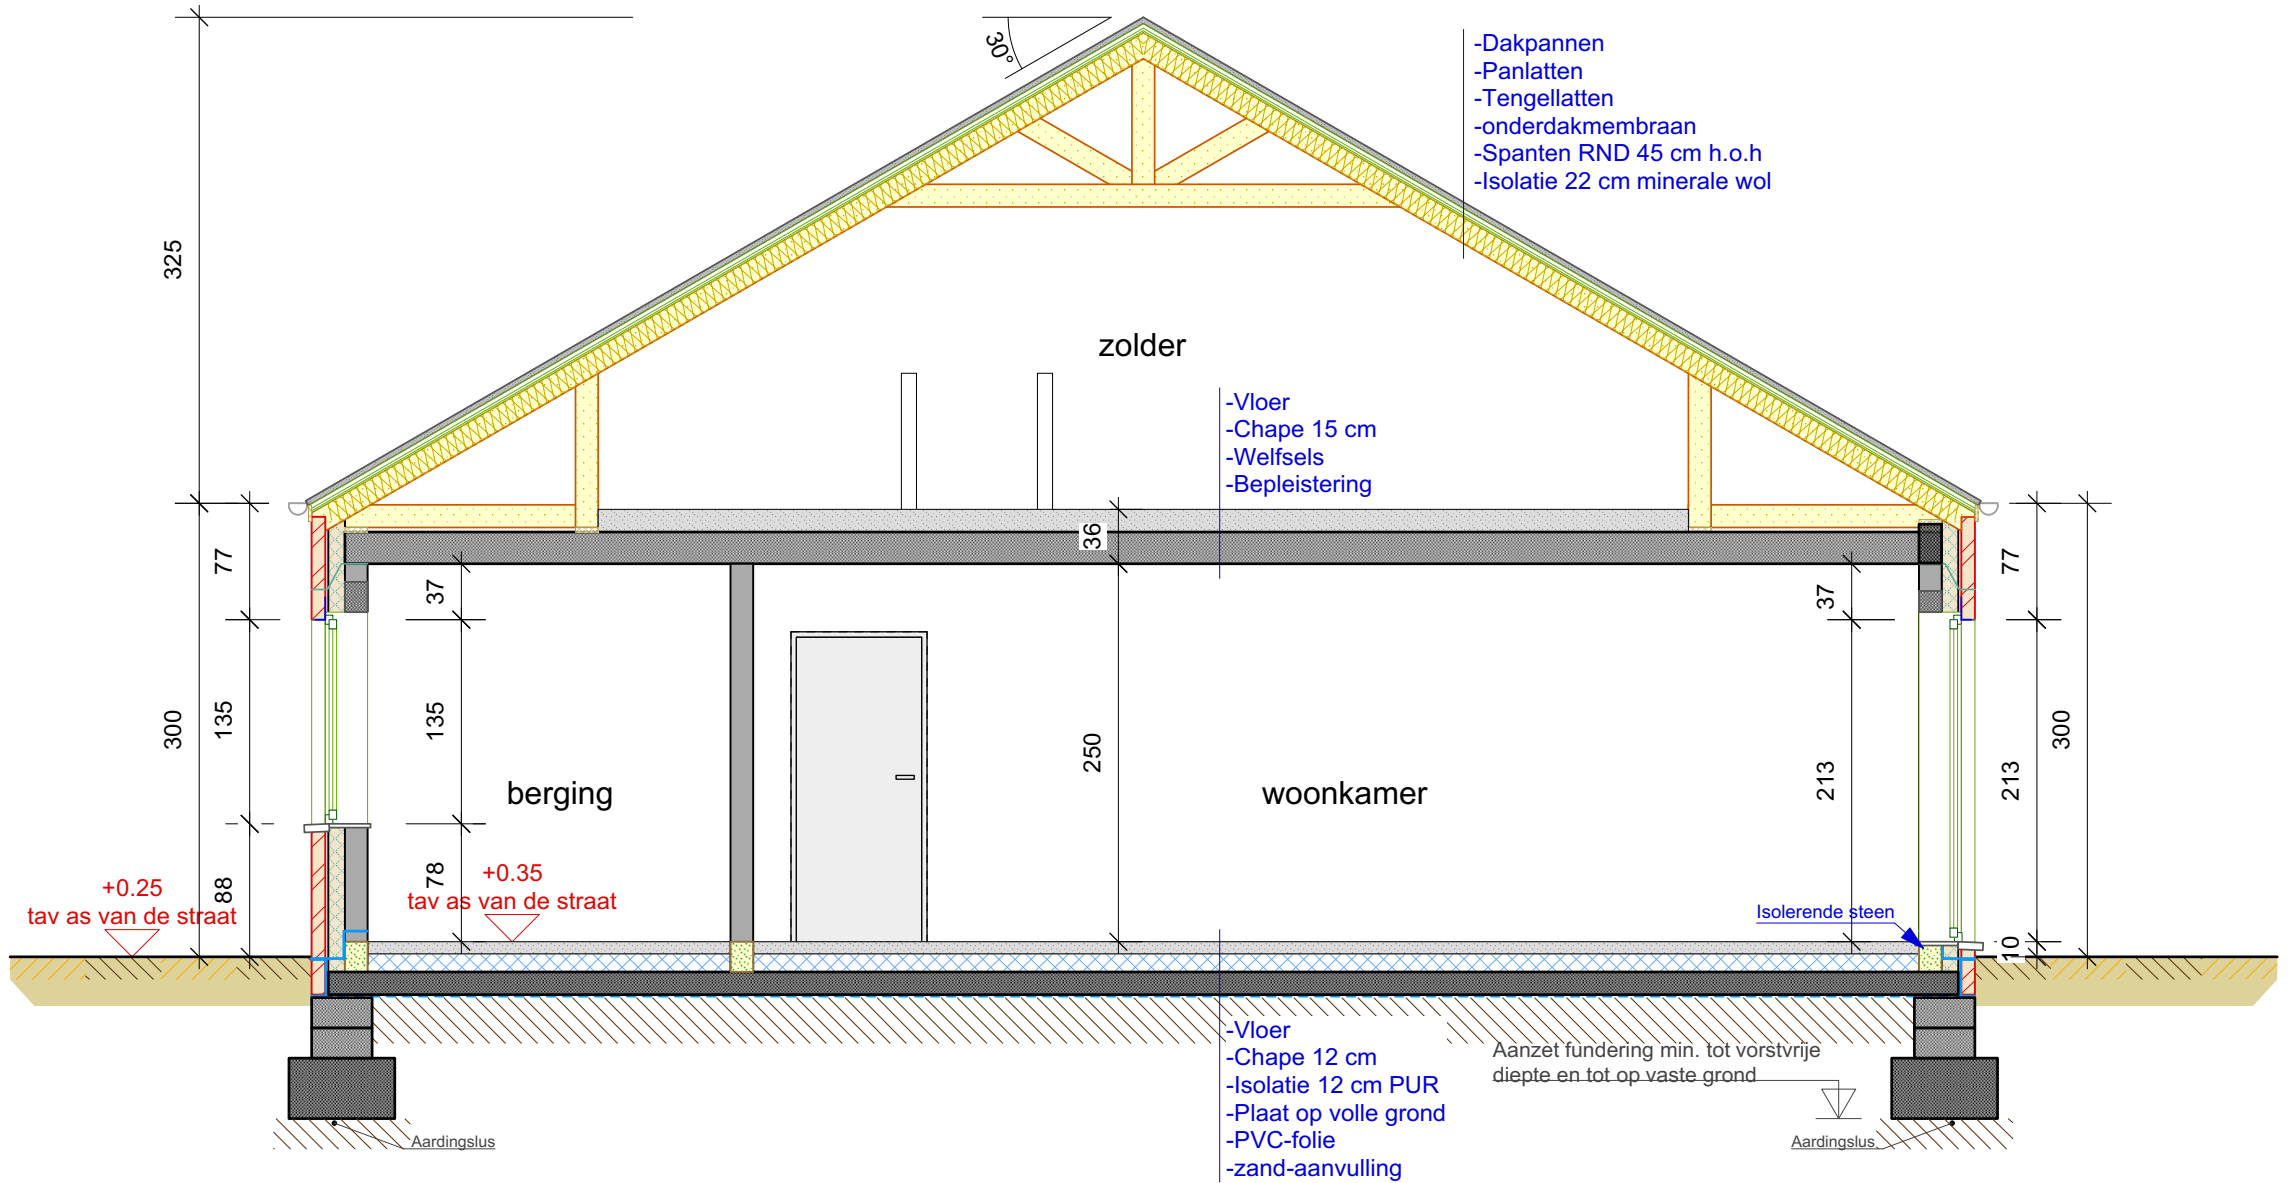 30°
-Dakpannen
-Panlatten
-Tengellatten
-onderdakmembraan
-Spanten RND 45 cm h.o.h
-Isolatie 22 cm minerale wol
325
zolder
-Vloer
-Chape 15 cm
-Welfsels
-Bepleistering
36
77
37
37
77
300
135
135
250
213
213
300
berging
woonkamer
88
78
+0.25
tav as van de straat
+0.35
tav as van de straat
Isolerende steen
10
-Vloer
-Chape 12 cm
-Isolatie 12 cm PUR
-Plaat op volle grond
-PVC-folie
-zand-aanvulling
Aanzet fundering min. tot vorstvrije
diepte en tot op vaste grond
Aardingslus
Aardingslus